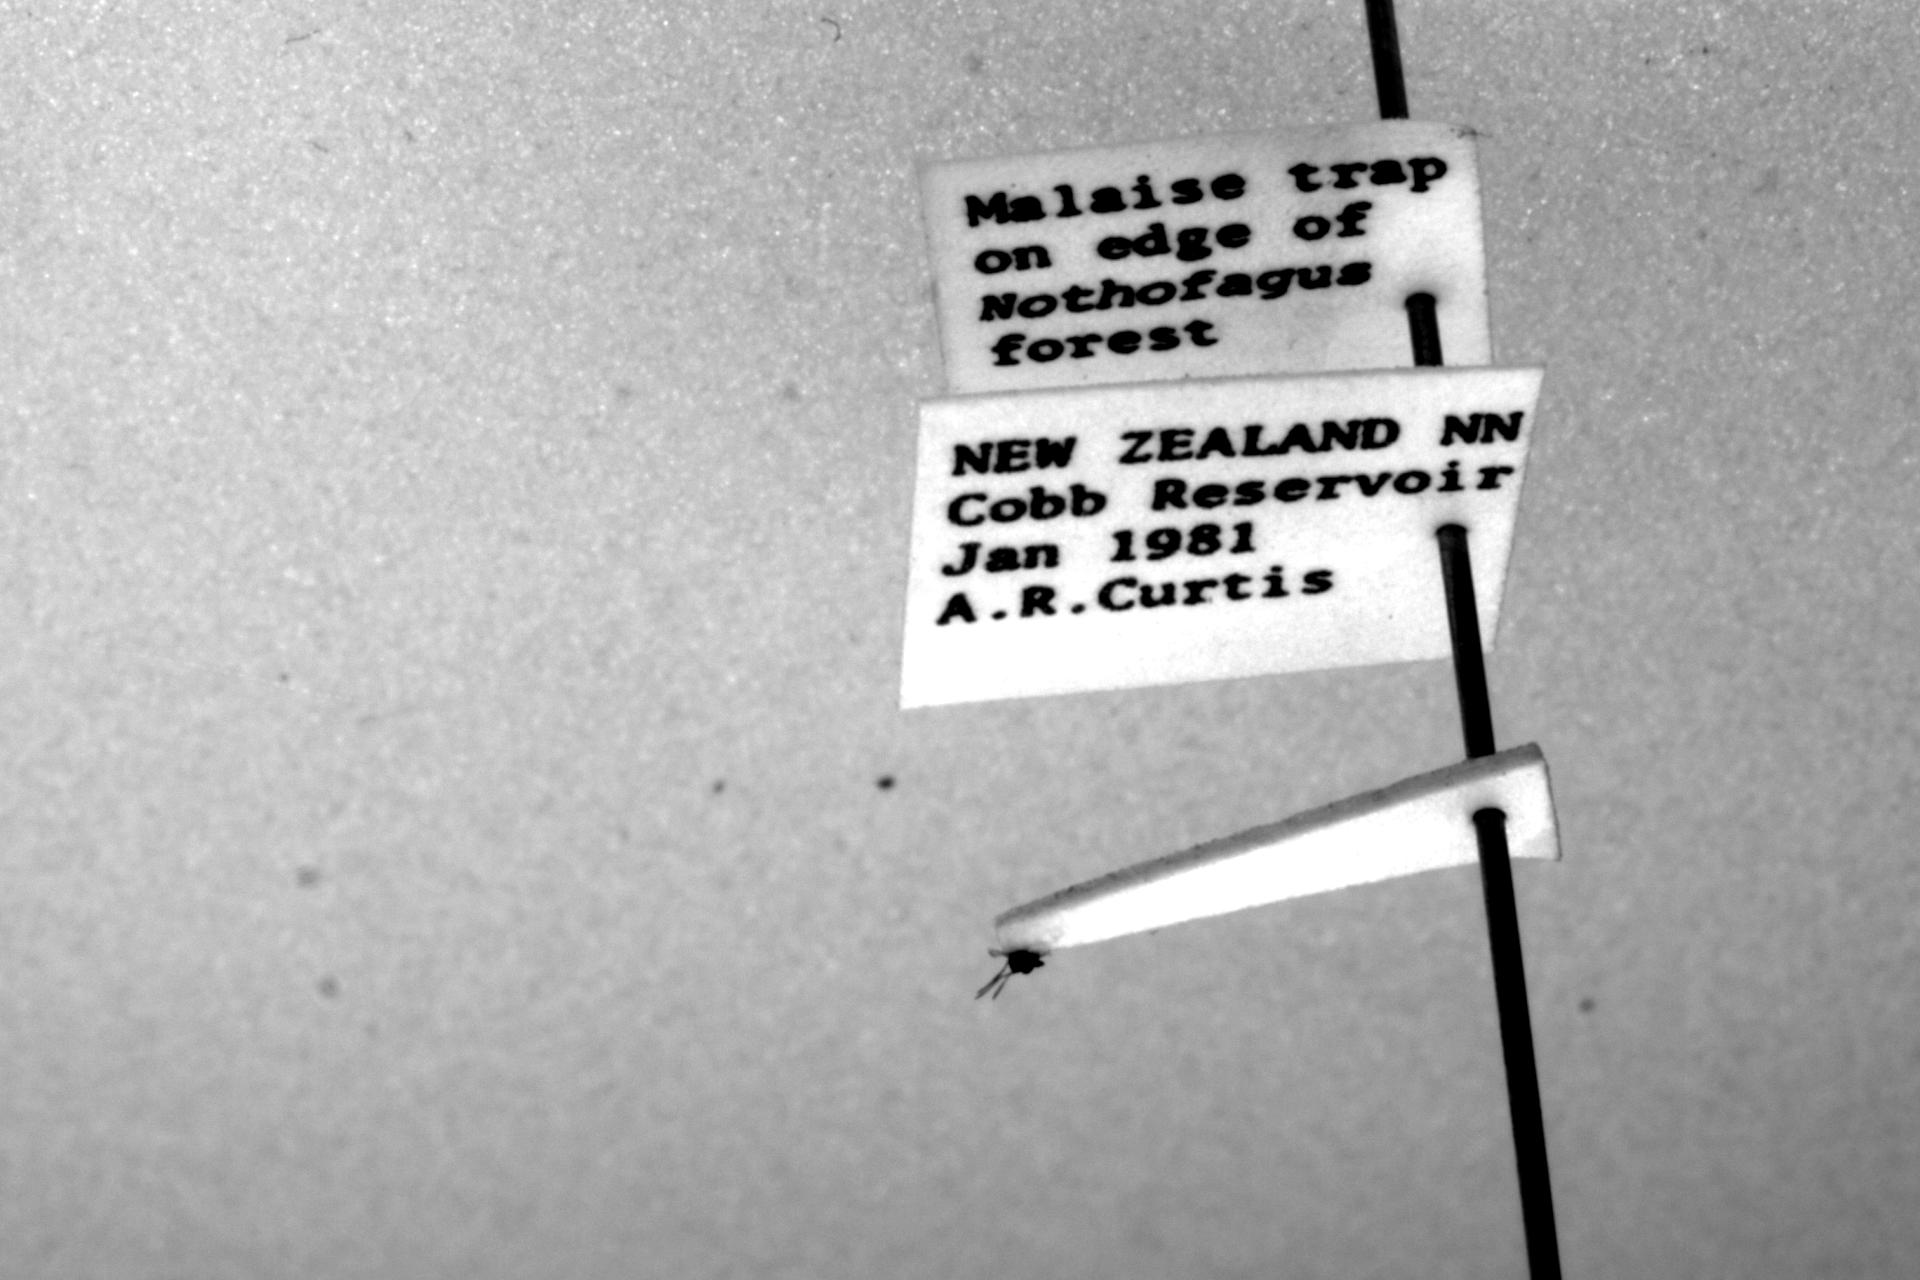 Malaise trap
on edge of
Nothofagus
forest
NEW ZEALAND NN
Cobb Reservoir
Jan 1981
A.R.Curtis